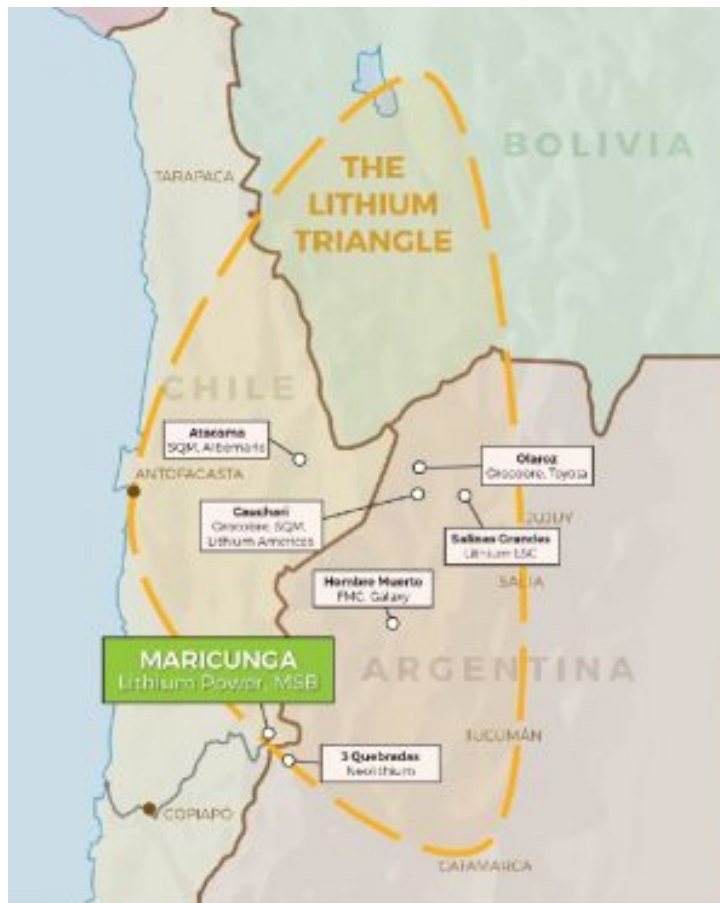 BOLIVIA
THE
LITHIUM
TRIANGLE
TARAPACA
CHILE
Atacama
SQM, Albemarle
ANTOFAGASTA
Olaroz
Orocobre, Toyota
Cauchari
Orocobre, SQM,
Lithium Americas
Salinas Grandes
Lithium LSC
JUJUY
SALTA
Hombre Muerto
FMC, Galaxy
MARICUNGA
Lithium Power, MSB
ARGENTINA
TUCUMÁN
3 Quebradas
Neolithium
COPIAPÓ
CATAMARCA